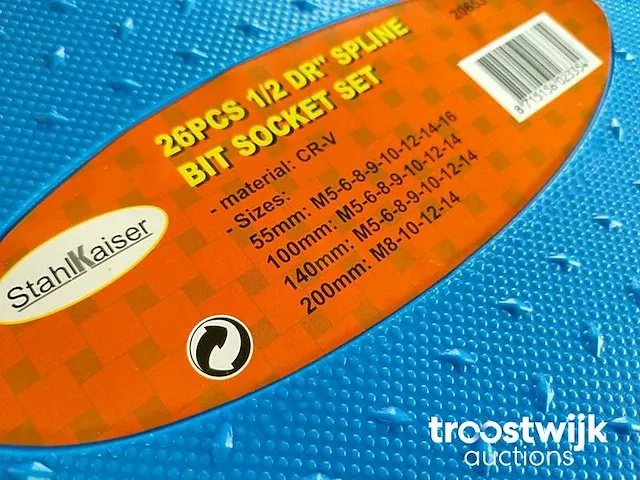 26PCS 1/2 DR" SPLINE
BIT SOCKET SET
- material: CR-V
- Sizes:
55mm: M5-6-8-9-10-12-14-16
100mm: M5-6-8-9-10-12-14
140mm: M5-6-8-9-10-12-14
200mm: M8-10-12-14
StahlKaiser
troostwijk
auctions